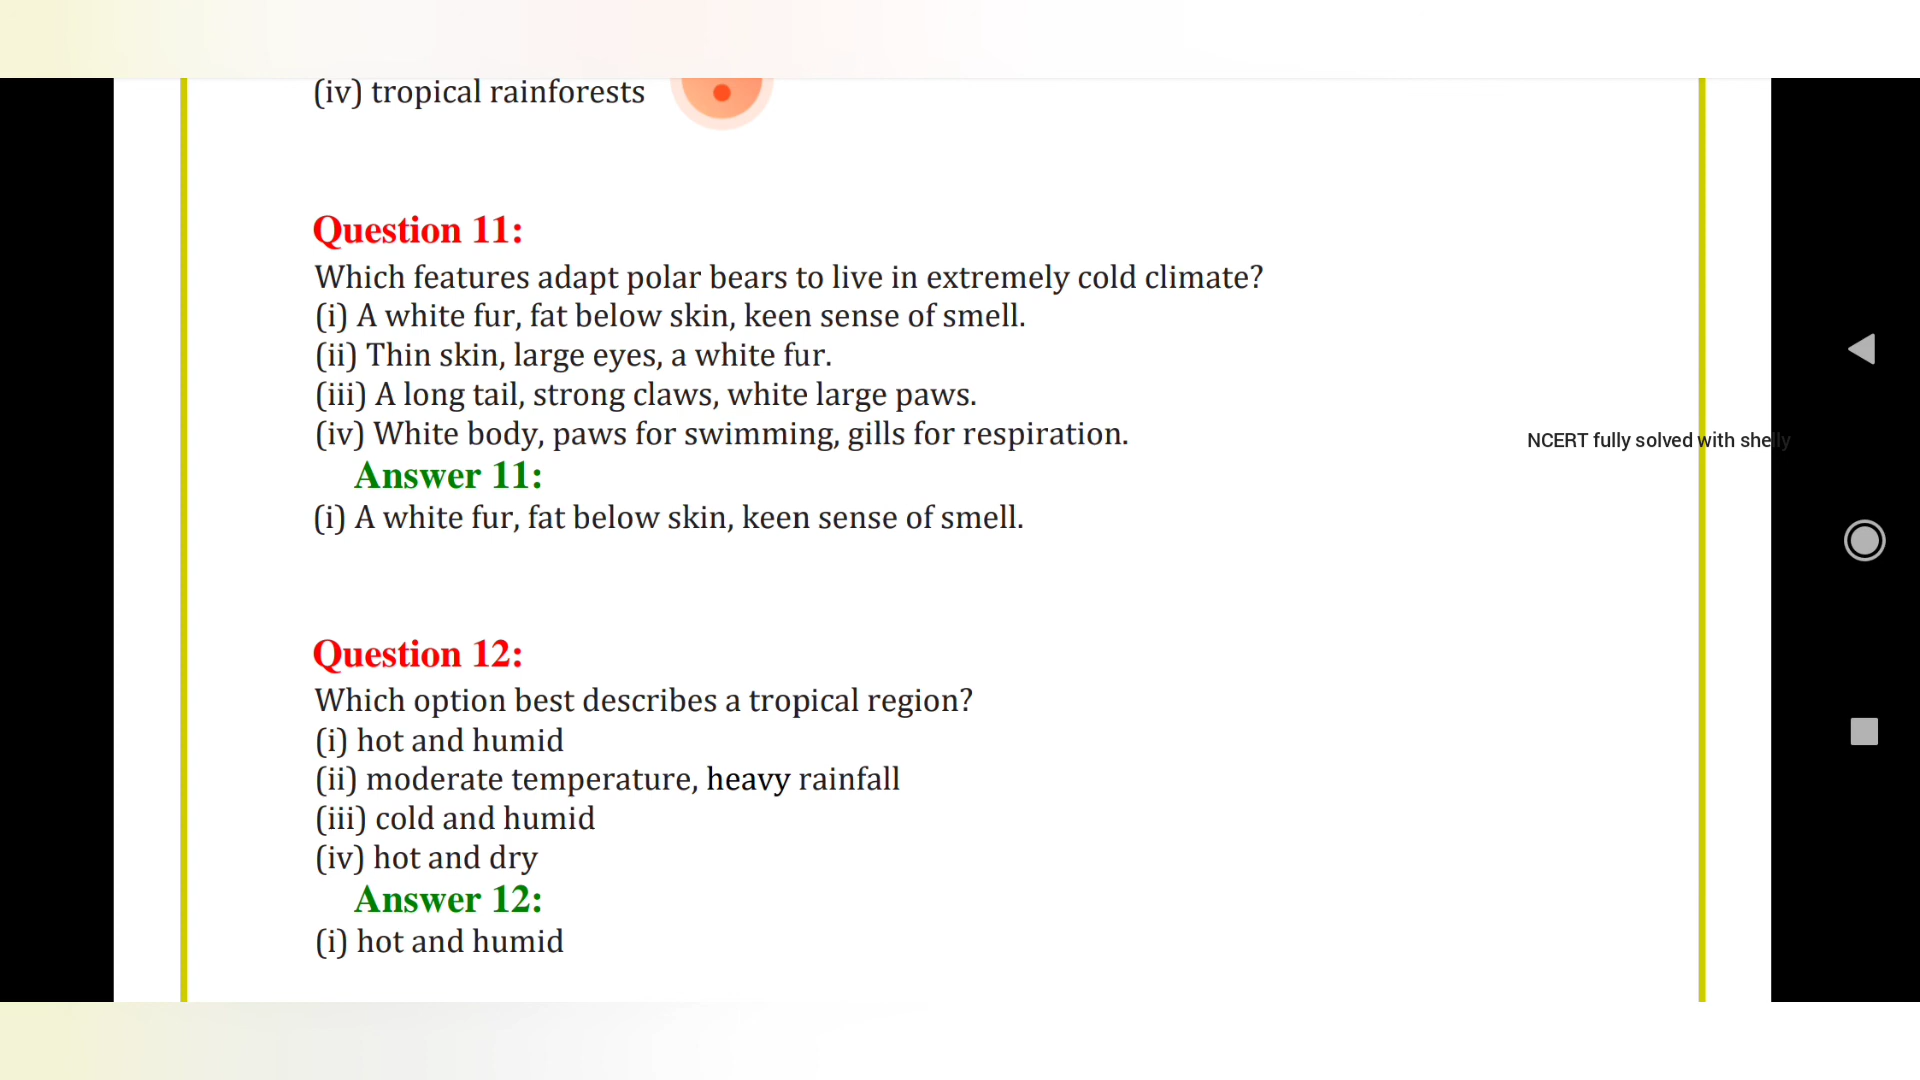 (iv) tropical rainforests
Question 11:
Which features adapt polar bears to live in extremely cold climate?
(i) A white fur, fat below skin, keen sense of smell.
(ii) Thin skin, large eyes, a white fur.
(iii) A long tail, strong claws, white large paws.
(iv) White body, paws for swimming, gills for respiration.
NCERT fully solved with shelly
Answer 11:
(i) A white fur, fat below skin, keen sense of smell.
Question 12:
Which option best describes a tropical region?
(i) hot and humid
(ii) moderate temperature, heavy rainfall
(iii) cold and humid
(iv) hot and dry
Answer 12:
(i) hot and humid